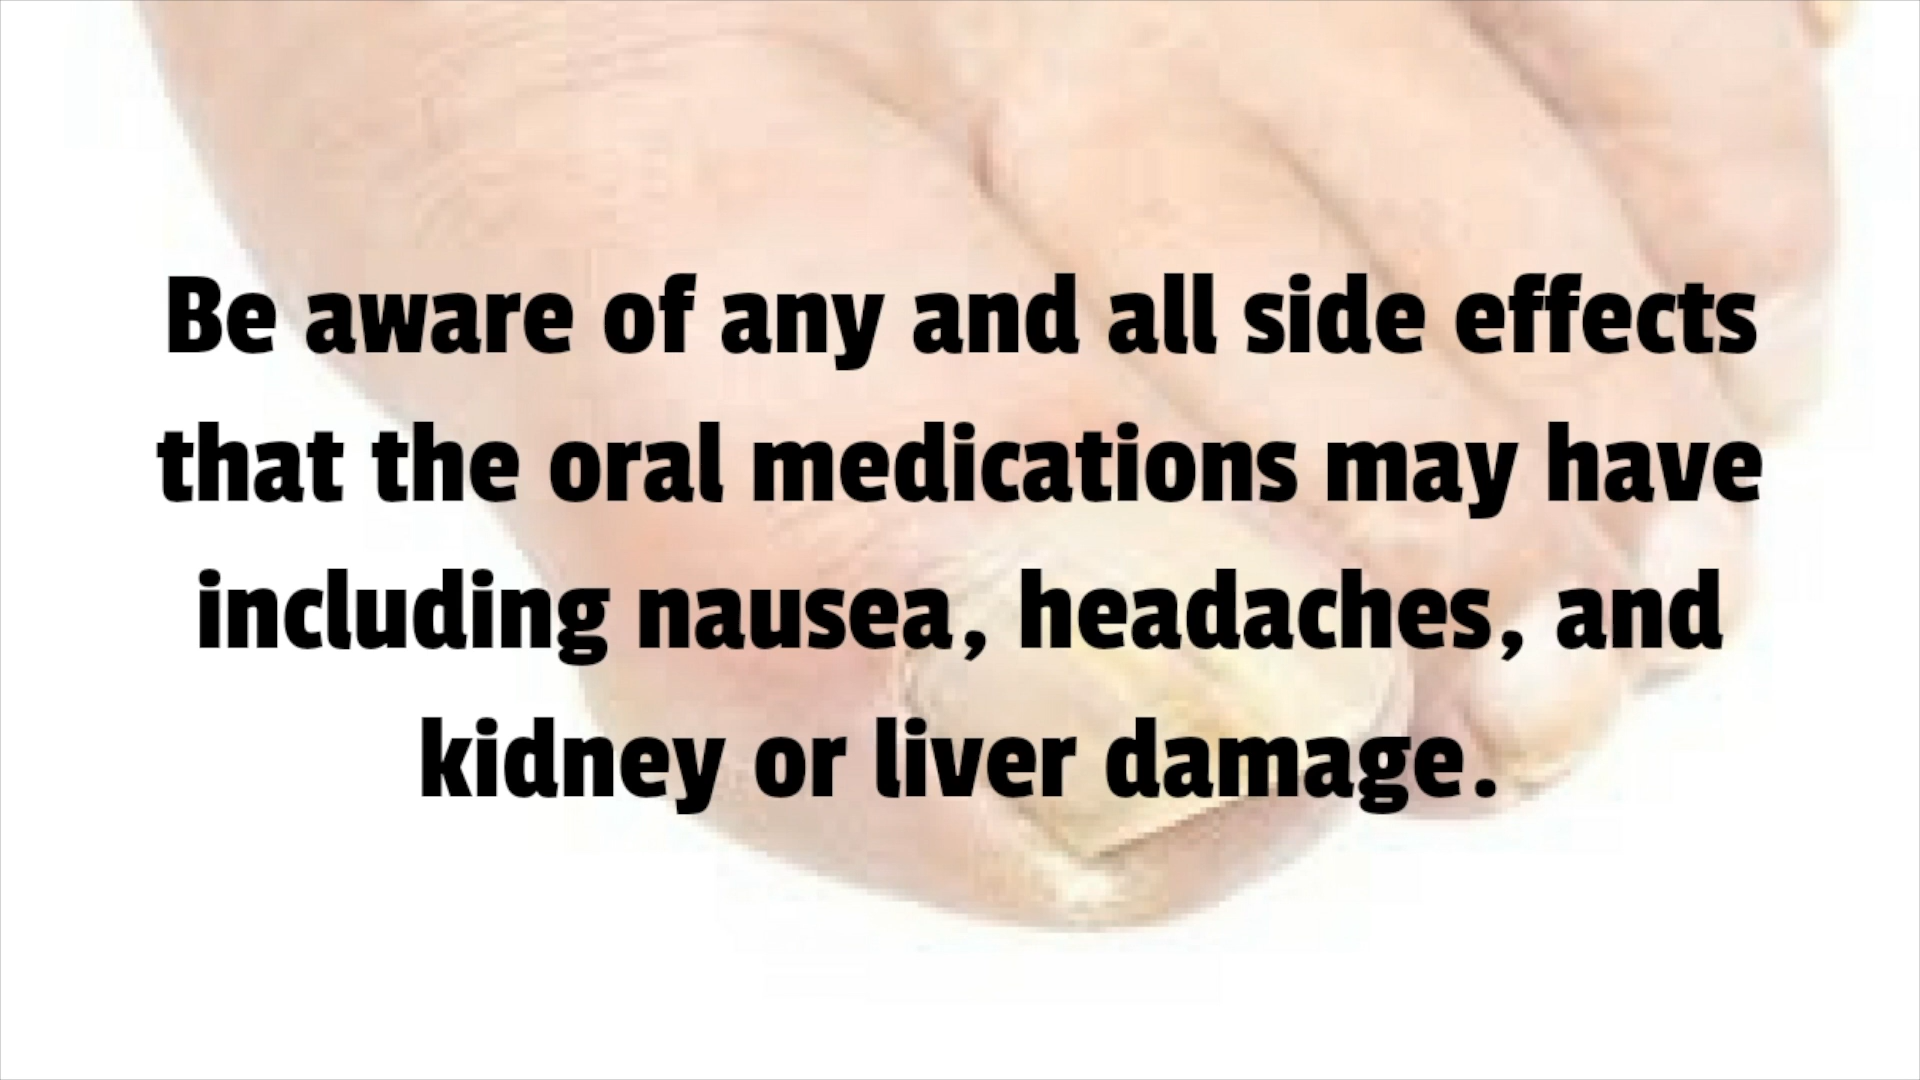 Be aware of any and all side effects
that the oral medications may have
including nausea, headaches, and
kidney or liver damage.